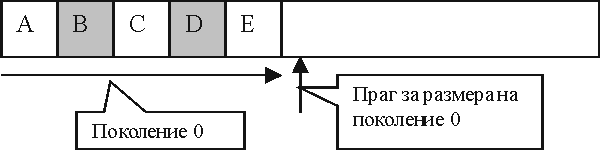 A B C D E
Праг за размера на
поколение 0
Поколение 0